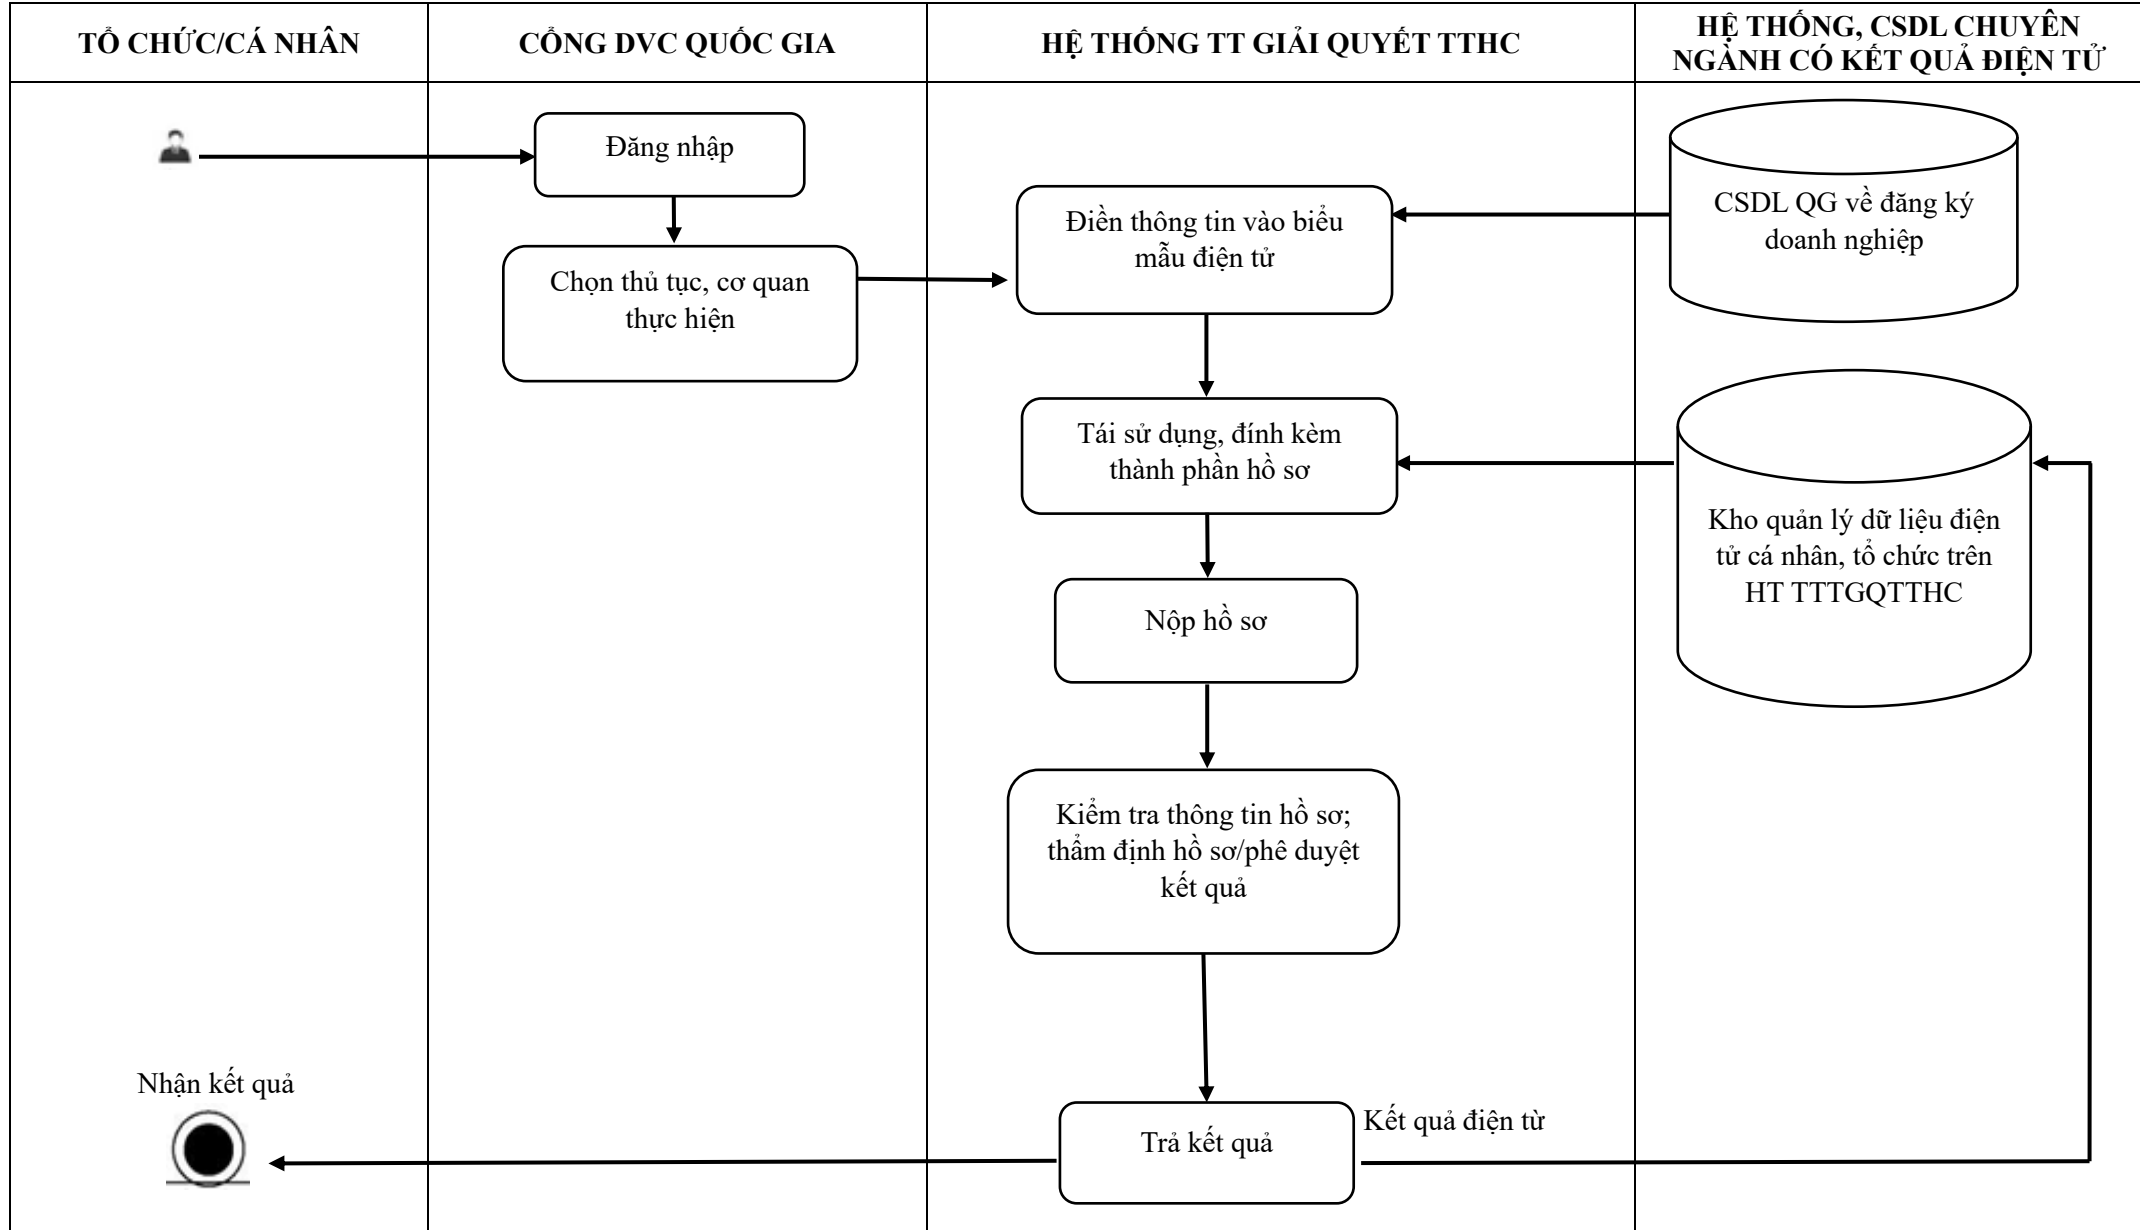 TỔ CHỨC/CÁ NHÂN
CỔNG DVC QUỐC GIA
HỆ THỐNG TT GIẢI QUYẾT TTHC
HỆ THỐNG, CSDL CHUYÊN
NGÀNH CÓ KẾT QUẢ ĐIỆN TỬ
Đăng nhập
Chọn thủ tục, cơ quan
thực hiện
Điền thông tin vào biểu
mẫu điện tử
CSDL QG về đăng ký
doanh nghiệp
Tái sử dụng, đính kèm
thành phần hồ sơ
Kho quản lý dữ liệu điện
tử cá nhân, tổ chức trên
HT TTTGQTTHC
Nộp hồ sơ
Kiểm tra thông tin hồ sơ;
thẩm định hồ sơ/phê duyệt
kết quả
Nhận kết quả
Trả kết quả
Kết quả điện từ